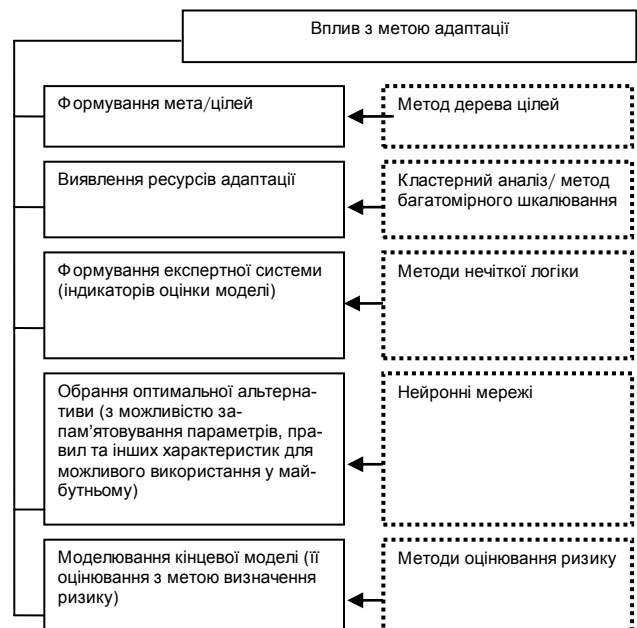 Вплив з метою адаптації
Формування мета/цілей
Метод дерева цілей
Виявлення ресурсів адаптації
Кластерний аналіз/ метод
багатомірного шкалювання
Формування експертної системи
(індикаторів оцінки моделі)
Методи нечіткої логіки
Обрання оптимальної альтерна-
тиви (з можливістю за-
пам’ятовування параметрів, пра-
вил та інших характеристик для
можливого використання у май-
бутньому)
Нейронні мережі
Моделювання кінцевої моделі (її
оцінювання з метою визначення
ризику)
Методи оцінювання ризику